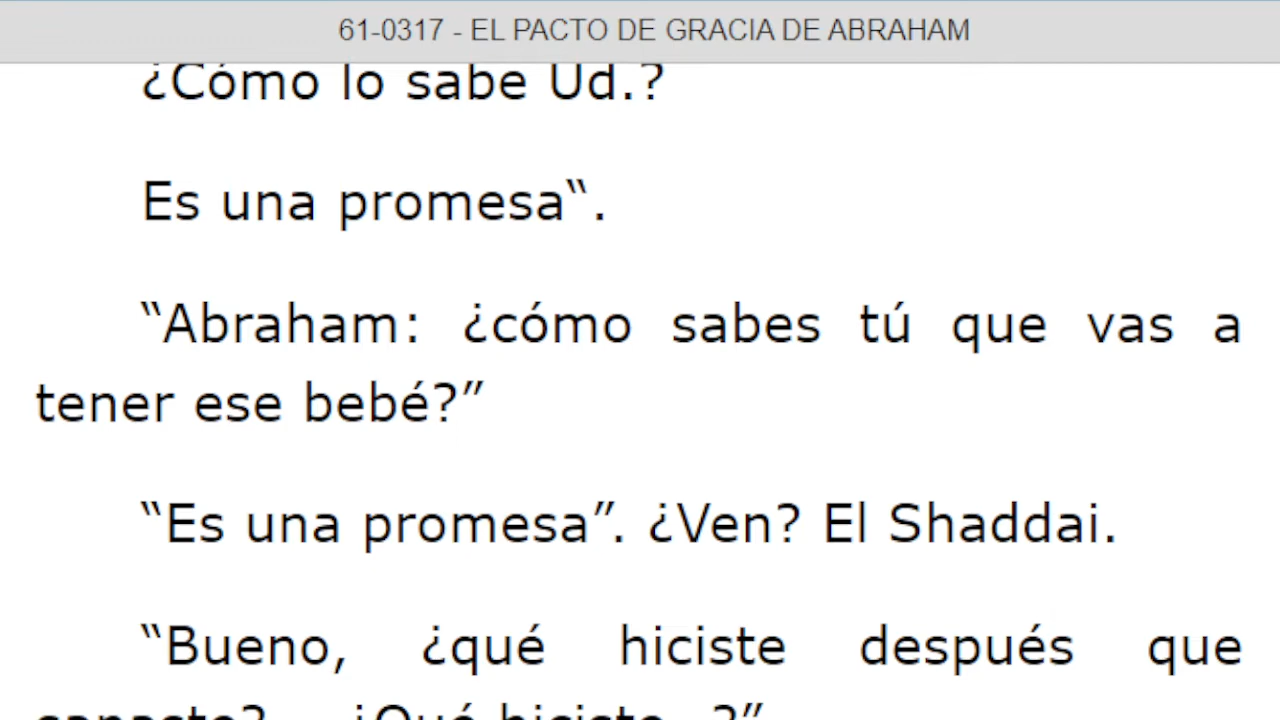 61-0317 - EL PACTO DE GRACIA DE ABRAHAM
¿Cómo lo sabe Ud.?
Es una promesa‟.
‟Abraham: ¿cómo sabes tú que vas a
tener ese bebé?”
‟Es una promesa”. ¿Ven? El Shaddai.
‟Bueno, ¿qué hiciste después que